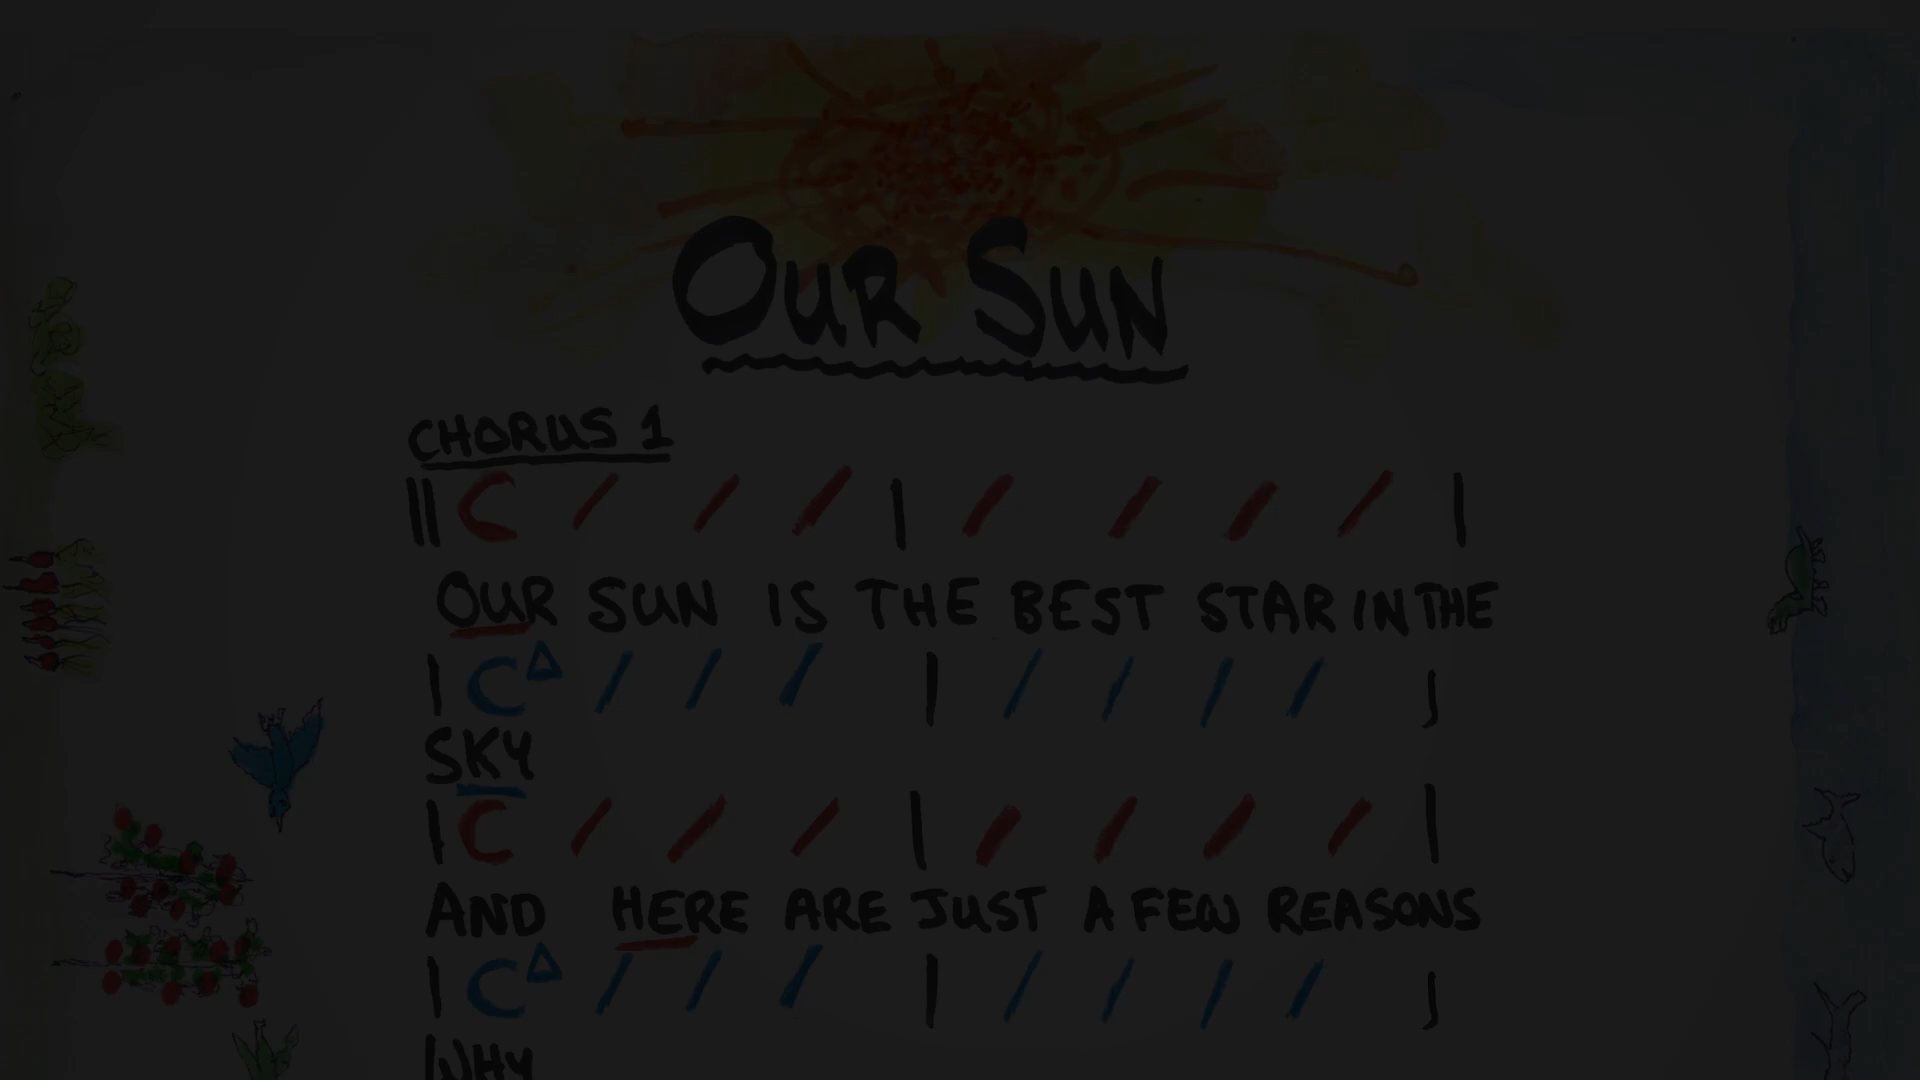 OUR SUN
CHORUS 1
|| C / / / | / / / / |
OUR SUN IS THE BEST STAR IN THE
| C△ / / / | / / / / |
SKY
| C / / / | / / / / |
AND HERE ARE JUST A FEW REASONS
| C△ / / / | / / / / |
WHY